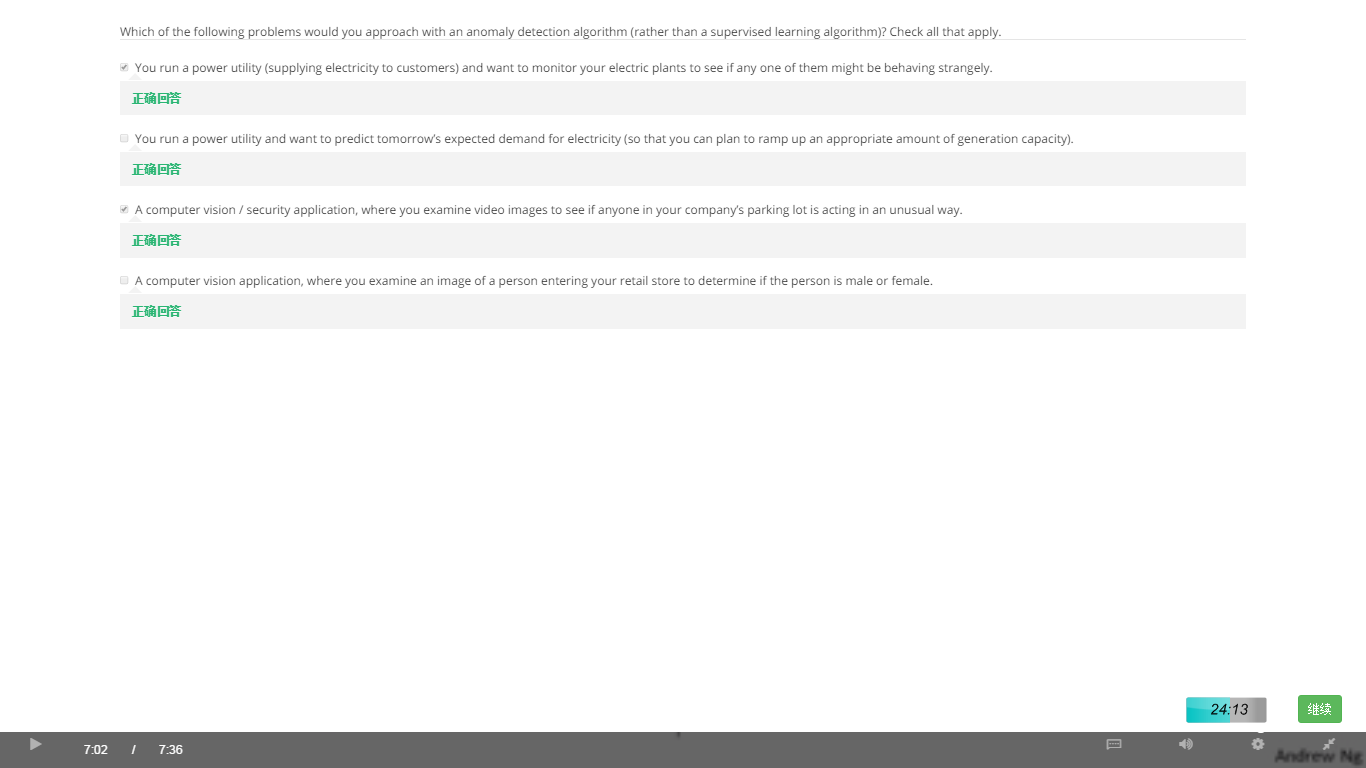 Which of the following problems would you approach with an anomaly detection algorithm (rather than a supervised learning algorithm)? Check all that apply.
You run a power utility (supplying electricity to customers) and want to monitor your electric plants to see if any one of them might be behaving strangely.
正确回答
You run a power utility and want to predict tomorrow’s expected demand for electricity (so that you can plan to ramp up an appropriate amount of generation capacity).
正确回答
A computer vision / security application, where you examine video images to see if anyone in your company’s parking lot is acting in an unusual way.
正确回答
A computer vision application, where you examine an image of a person entering your retail store to determine if the person is male or female.
正确回答
24:13
继续
7:02 / 7:36
Andrew Ng